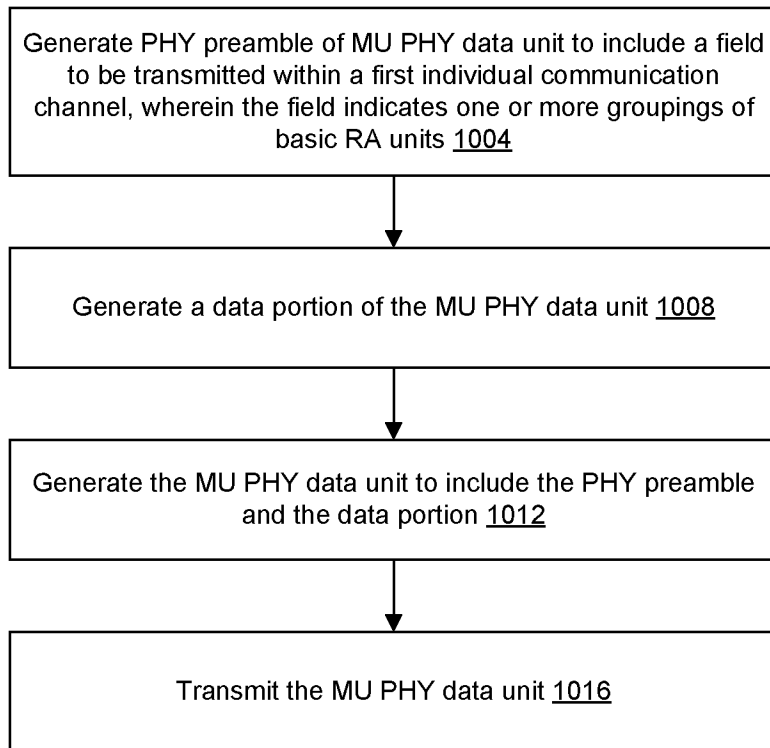 Generate PHY preamble of MU PHY data unit to include a field
to be transmitted within a first individual communication
channel, wherein the field indicates one or more groupings of
basic RA units 1004
Generate a data portion of the MU PHY data unit 1008
Generate the MU PHY data unit to include the PHY preamble
and the data portion 1012
Transmit the MU PHY data unit 1016